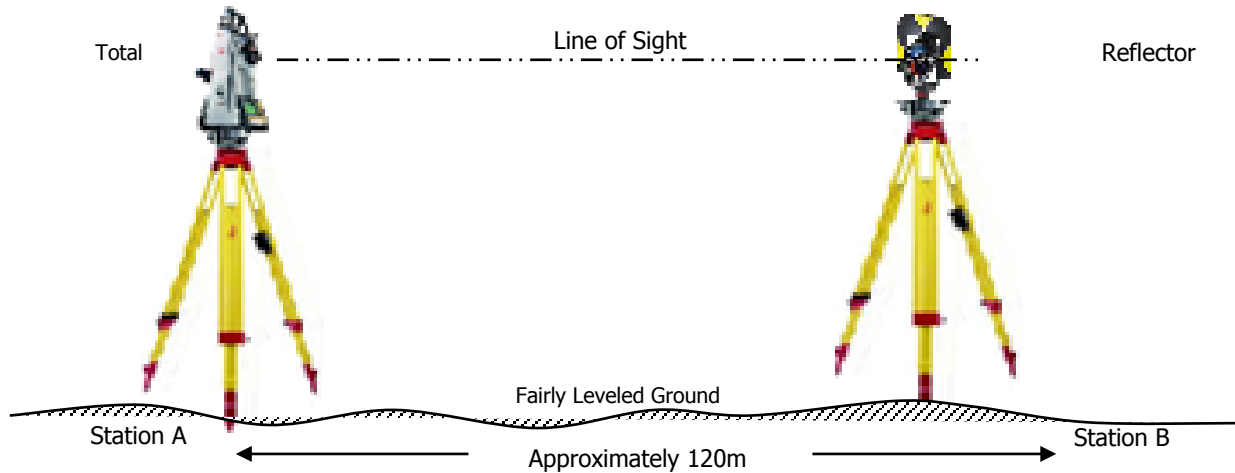 Total
Line of Sight
Reflector
Fairly Leveled Ground
Station A
Station B
Approximately 120m